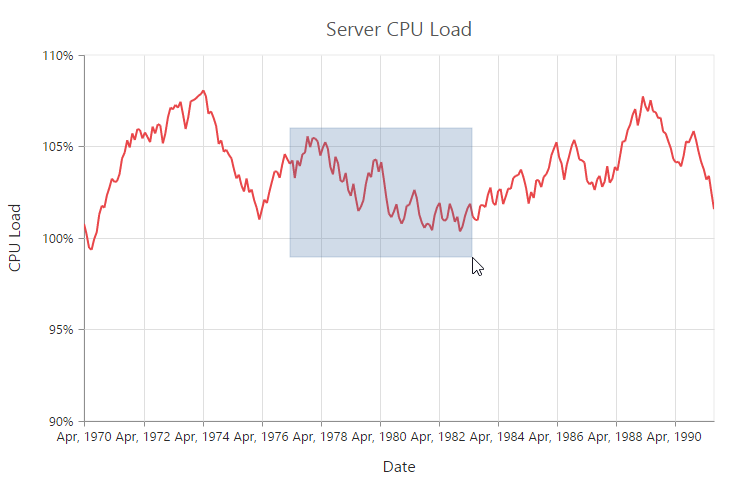 Server CPU Load
110%
105%
100%
95%
90%
CPU Load
Apr, 1970 Apr, 1972 Apr, 1974 Apr, 1976 Apr, 1978 Apr, 1980 Apr, 1982 Apr, 1984 Apr, 1986 Apr, 1988 Apr, 1990
Date